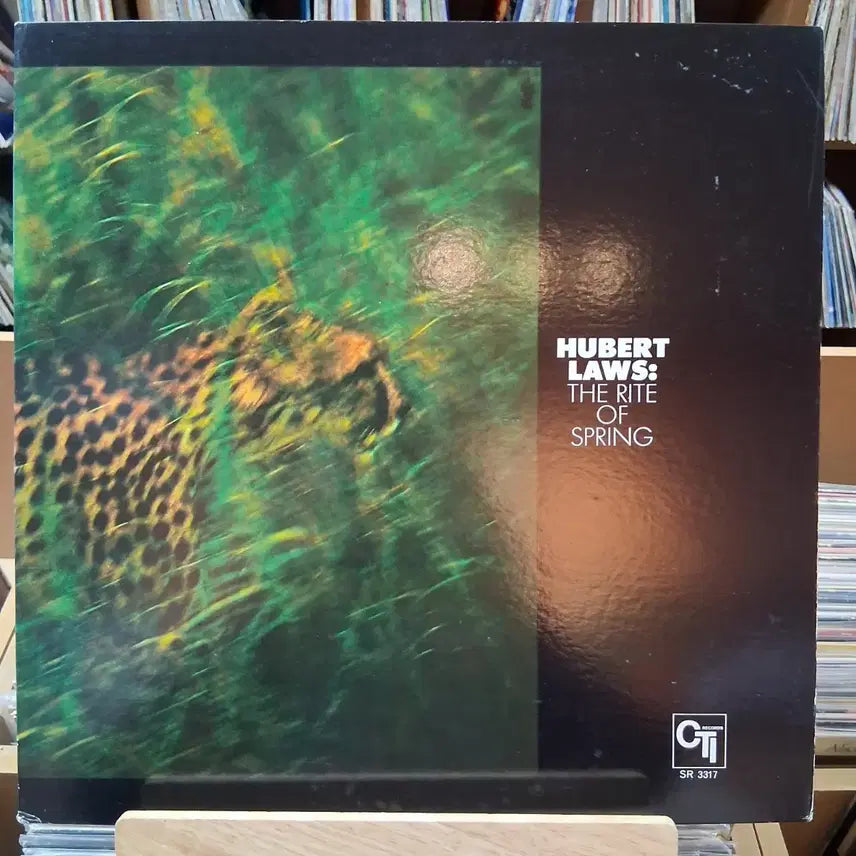 HUBERT
LAWS:
THE RITE
OF
SPRING
CTI RECORDS
SR 3317